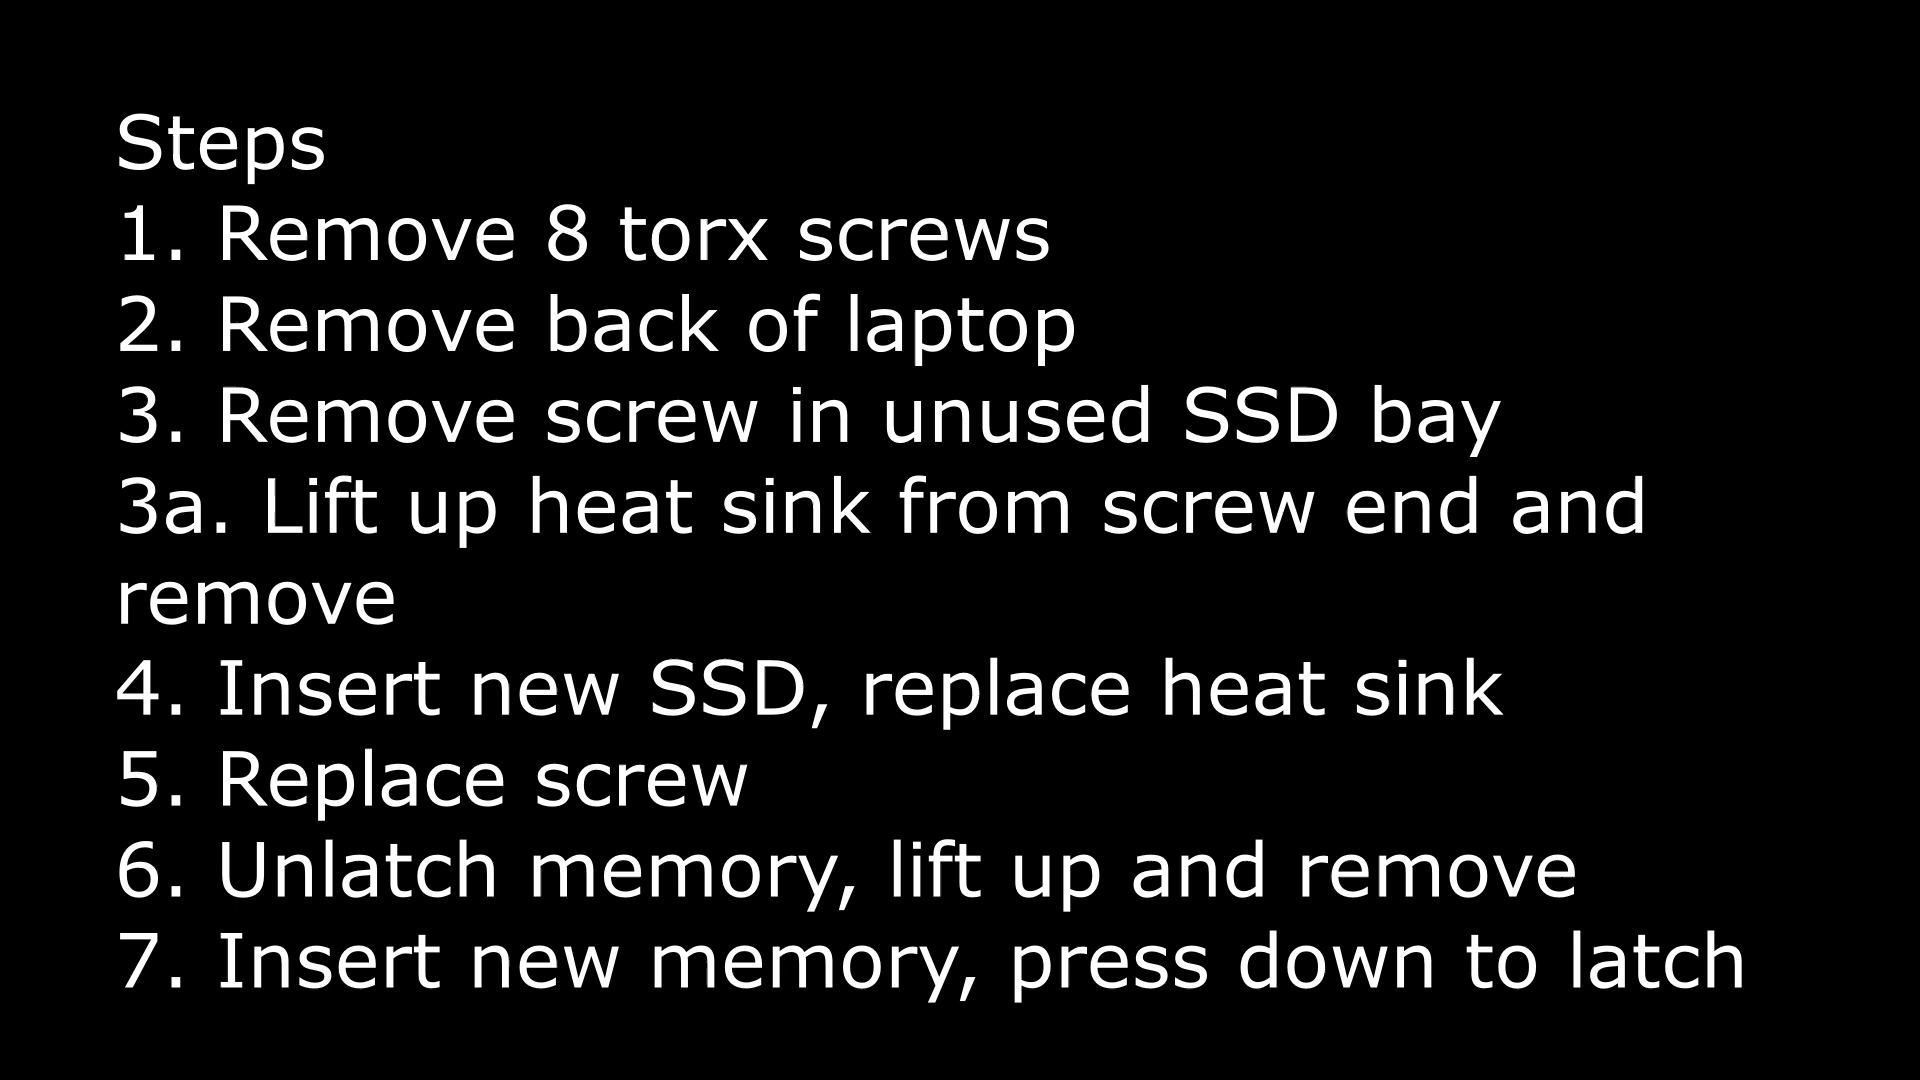 Steps
1. Remove 8 torx screws
2. Remove back of laptop
3. Remove screw in unused SSD bay
3a. Lift up heat sink from screw end and
remove
4. Insert new SSD, replace heat sink
5. Replace screw
6. Unlatch memory, lift up and remove
7. Insert new memory, press down to latch